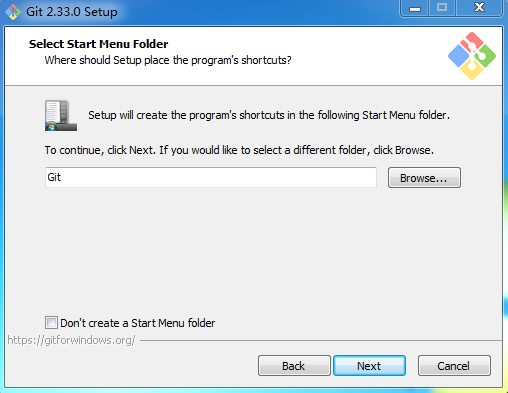 Git 2.33.0 Setup
Select Start Menu Folder
Where should Setup place the program's shortcuts?
Setup will create the program's shortcuts in the following Start Menu folder.
To continue, click Next. If you would like to select a different folder, click Browse.
Git
Browse...
Don't create a Start Menu folder
https://gitforwindows.org/
Back
Next
Cancel